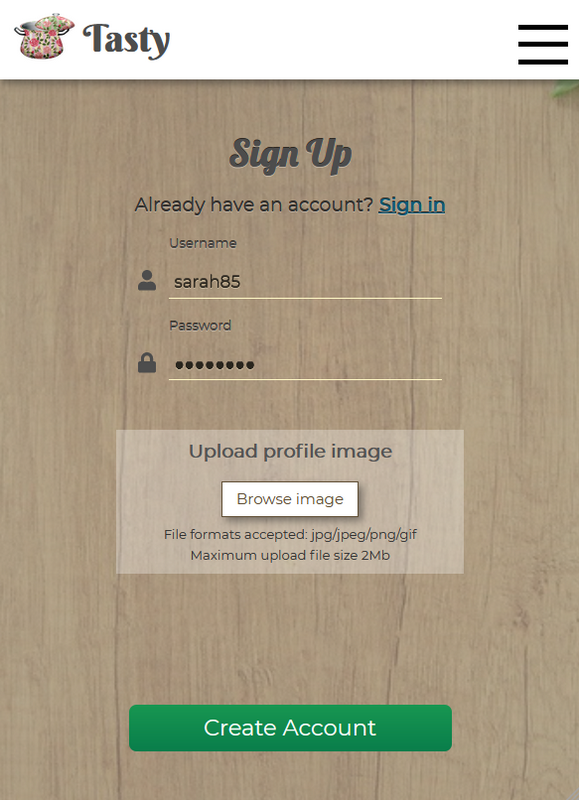 Tasty
Sign Up
Already have an account? Sign in
Username
sarah85
Password
Upload profile image
Browse image
File formats accepted: jpg/jpeg/png/gif
Maximum upload file size 2Mb
Create Account